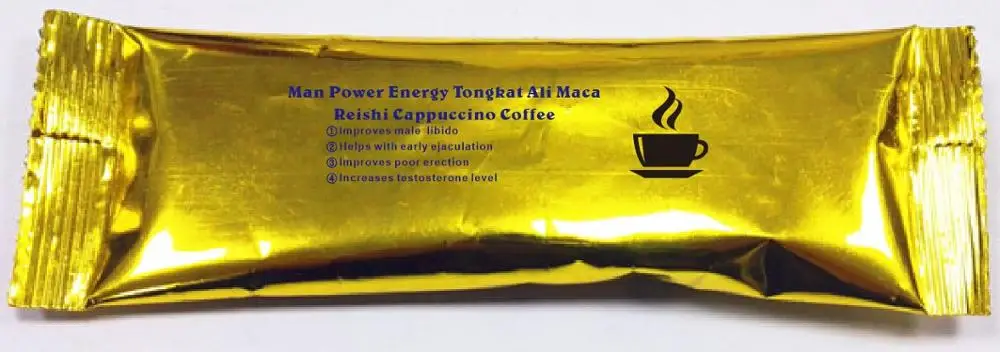 Man Power Energy Tongkat Ali Maca
Reishi Cappuccino Coffee
①Improves male libido
②Helps with early ejaculation
③Improves poor erection
④Increases testosterone level